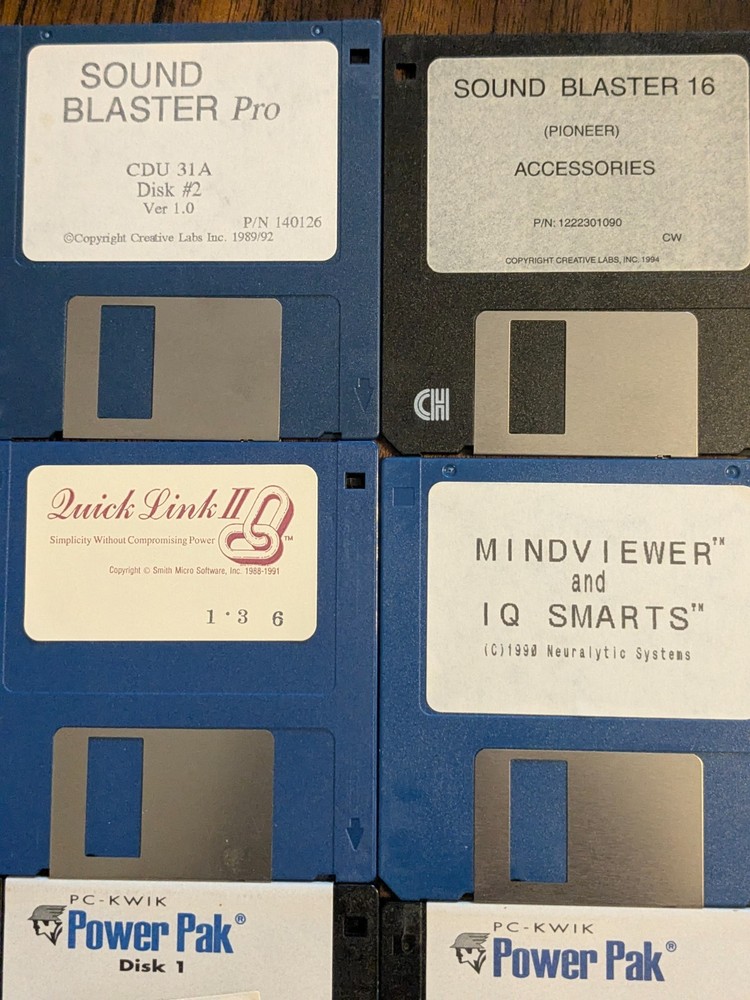 SOUND
BLASTER Pro
CDU 31A
Disk #2
Ver 1.0
P/N 140126
©Copyright Creative Labs Inc. 1989/92
SOUND BLASTER 16
(PIONEER)
ACCESSORIES
P/N: 1222301090
CW
COPYRIGHT CREATIVE LABS, INC. 1994
CH
Quick Link II
Simplicity Without Compromising Power
TM
Copyright © Smith Micro Software, Inc. 1988-1991
1·3 6
MINDVIEWER™
and
IQ SMARTS™
(C)1990 Neuralytic Systems
PC-KWIK
Power Pak®
Disk 1
PC-KWIK
Power Pak®